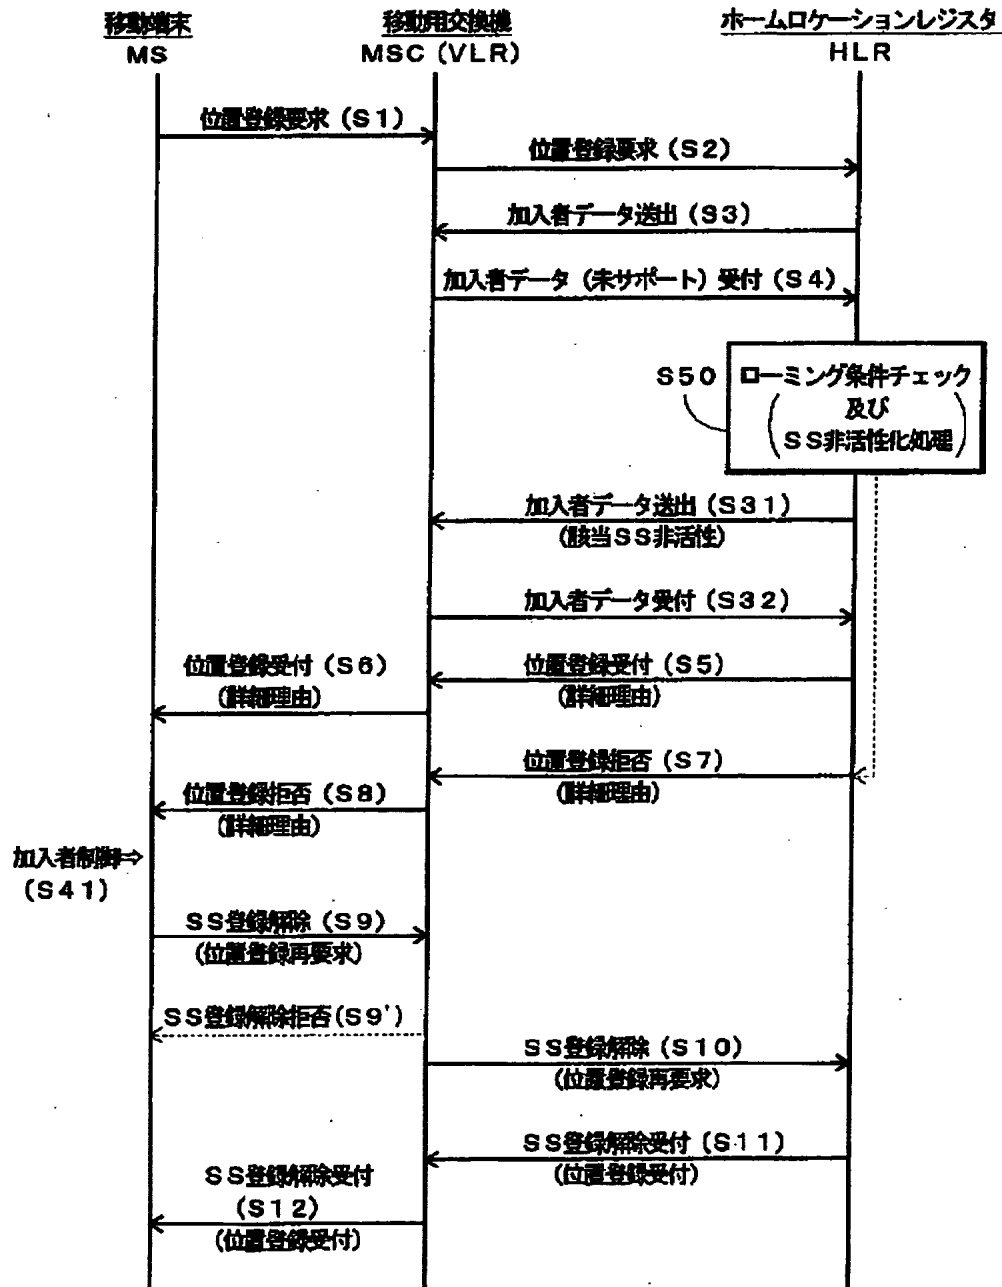 移動端末
MS
移動用交換機
MSC(VLR)
ホームロケーションレジスタ
HLR
位置登録要求(S1)
位置登録要求(S2)
加入者データ送出(S3)
加入者データ(未サポート)受付(S4)
S50
ローミング条件チェック
及び
(SS非活性化処理)
加入者データ送出(S31)
(該当SS非活性)
加入者データ受付(S32)
位置登録受付(S6)
(詳細理由)
位置登録受付(S5)
(詳細理由)
位置登録拒否(S7)
(詳細理由)
位置登録拒否(S8)
(詳細理由)
加入者制御⇒
(S41)
SS登録解除(S9)
(位置登録再要求)
SS登録解除拒否(S9')
SS登録解除(S10)
(位置登録再要求)
SS登録解除受付(S11)
(位置登録受付)
SS登録解除受付
(S12)
(位置登録受付)